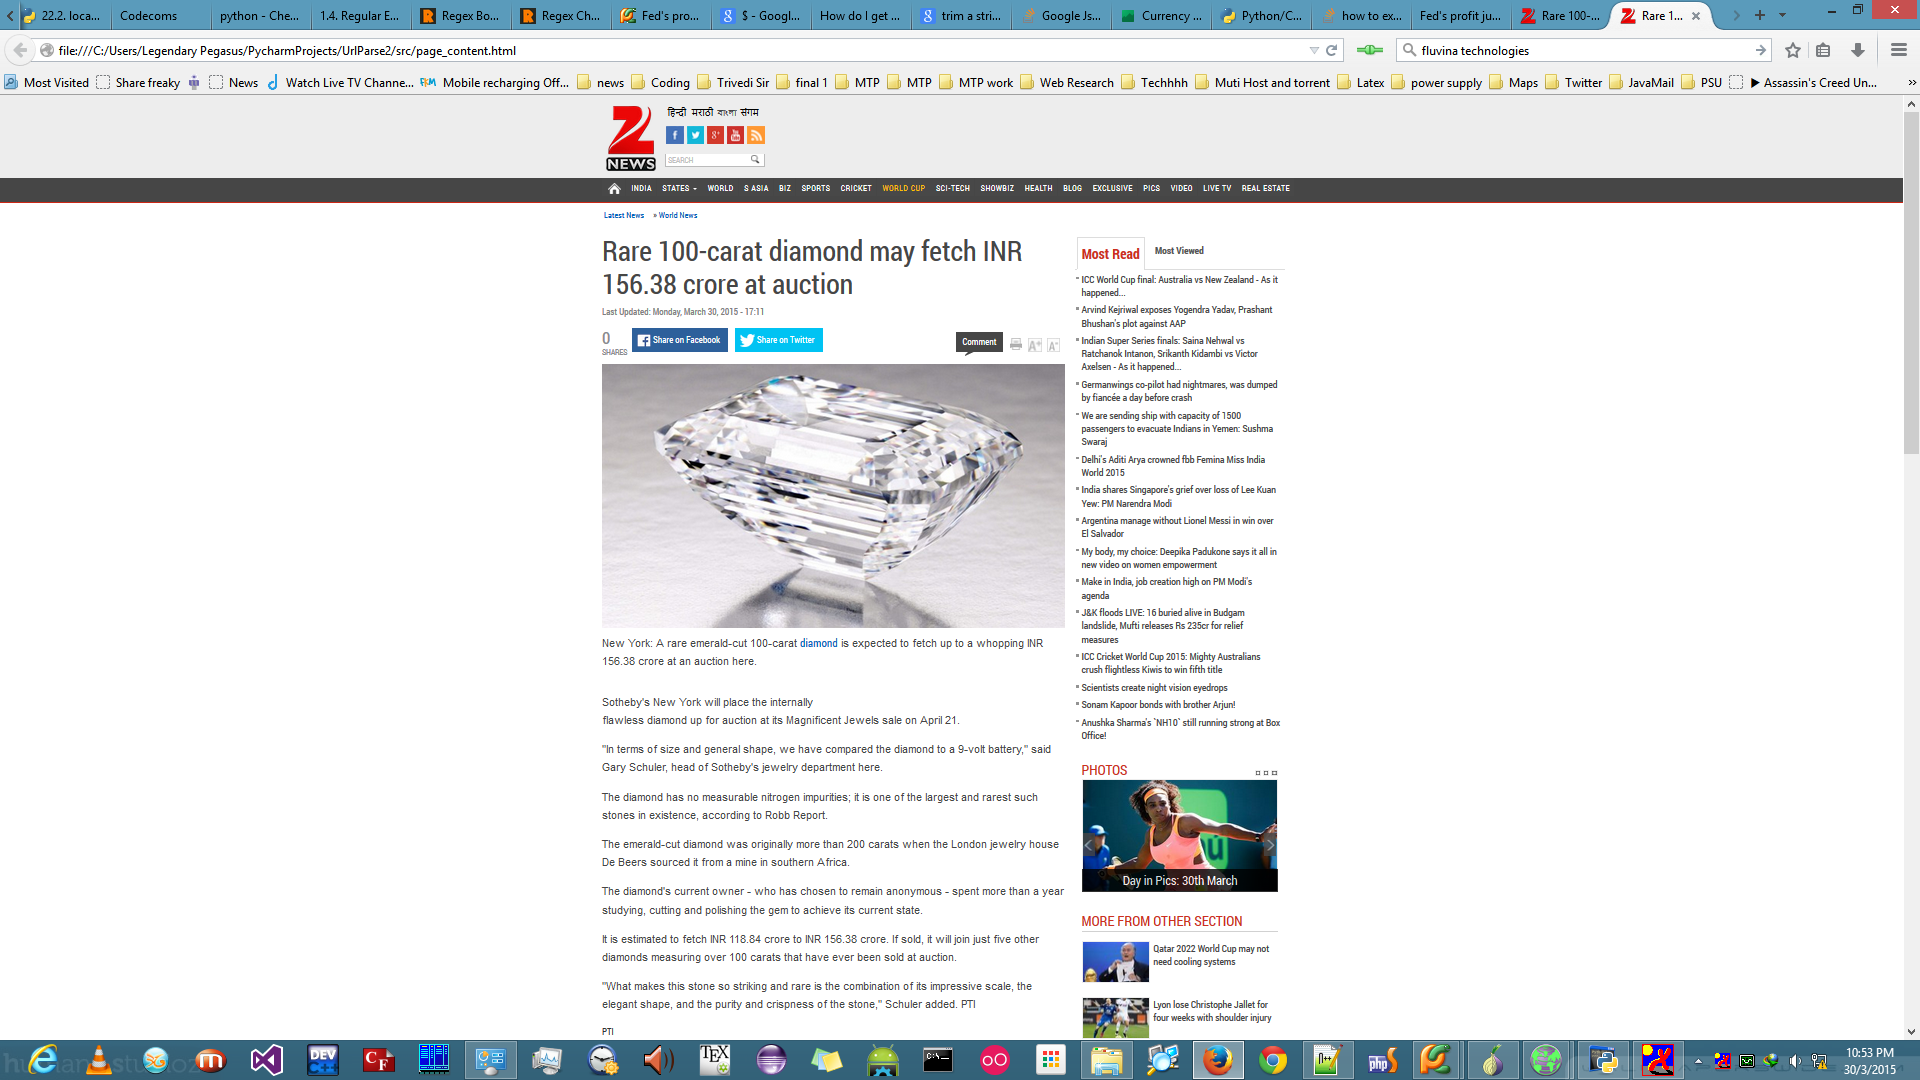 22.2. loca...
Codecoms
python - Che...
1.4. Regular E...
Regex Bo...
Regex Ch...
Fed's pro...
$ - Googl...
How do I get ...
trim a stri...
Google Js...
Currency ...
Python/C...
how to ex...
Fed's profit ju...
Rare 100-...
Rare 1...
file:///C:/Users/Legendary Pegasus/PycharmProjects/UrlParse2/src/page_content.html
fluvina technologies
Most Visited
Share freaky
News
Watch Live TV Channe...
Mobile recharging Off...
news
Coding
Trivedi Sir
final 1
MTP
MTP
MTP work
Web Research
Techhhh
Muti Host and torrent
Latex
power supply
Maps
Twitter
JavaMail
PSU
▶ Assassin's Creed Un...
NEWS
हिन्दी मराठी বাংলা संगम
SEARCH
INDIA STATES WORLD S ASIA BIZ SPORTS CRICKET WORLD CUP SCI-TECH SHOWBIZ HEALTH BLOG EXCLUSIVE PICS VIDEO LIVE TV REAL ESTATE
Latest News » World News
Rare 100-carat diamond may fetch INR
156.38 crore at auction
Last Updated: Monday, March 30, 2015 - 17:11
0
SHARES
Share on Facebook
Share on Twitter
Comment
A+
A-
New York: A rare emerald-cut 100-carat diamond is expected to fetch up to a whopping INR
156.38 crore at an auction here.
Sotheby's New York will place the internally
flawless diamond up for auction at its Magnificent Jewels sale on April 21.
"In terms of size and general shape, we have compared the diamond to a 9-volt battery," said
Gary Schuler, head of Sotheby's jewelry department here.
The diamond has no measurable nitrogen impurities; it is one of the largest and rarest such
stones in existence, according to Robb Report.
The emerald-cut diamond was originally more than 200 carats when the London jewelry house
De Beers sourced it from a mine in southern Africa.
The diamond's current owner - who has chosen to remain anonymous - spent more than a year
studying, cutting and polishing the gem to achieve its current state.
It is estimated to fetch INR 118.84 crore to INR 156.38 crore. If sold, it will join just five other
diamonds measuring over 100 carats that have ever been sold at auction.
"What makes this stone so striking and rare is the combination of its impressive scale, the
elegant shape, and the purity and crispness of the stone," Schuler added. PTI
PTI
Most Read
Most Viewed
ICC World Cup final: Australia vs New Zealand - As it
happened...
Arvind Kejriwal exposes Yogendra Yadav, Prashant
Bhushan's plot against AAP
Indian Super Series finals: Saina Nehwal vs
Ratchanok Intanon, Srikanth Kidambi vs Victor
Axelsen - As it happened...
Germanwings co-pilot had nightmares, was dumped
by fiancée a day before crash
We are sending ship with capacity of 1500
passengers to evacuate Indians in Yemen: Sushma
Swaraj
Delhi's Aditi Arya crowned fbb Femina Miss India
World 2015
India shares Singapore's grief over loss of Lee Kuan
Yew: PM Narendra Modi
Argentina manage without Lionel Messi in win over
El Salvador
My body, my choice: Deepika Padukone says it all in
new video on women empowerment
Make in India, job creation high on PM Modi's
agenda
J&K floods LIVE: 16 buried alive in Budgam
landslide, Mufti releases Rs 235cr for relief
measures
ICC Cricket World Cup 2015: Mighty Australians
crush flightless Kiwis to win fifth title
Scientists create night vision eyedrops
Sonam Kapoor bonds with brother Arjun!
Anushka Sharma's `NH10` still running strong at Box
Office!
PHOTOS
Day in Pics: 30th March
MORE FROM OTHER SECTION
Qatar 2022 World Cup may not
need cooling systems
Lyon lose Christophe Jallet for
four weeks with shoulder injury
DEV
C++
CF
TEX
php
10:53 PM
30/3/2015